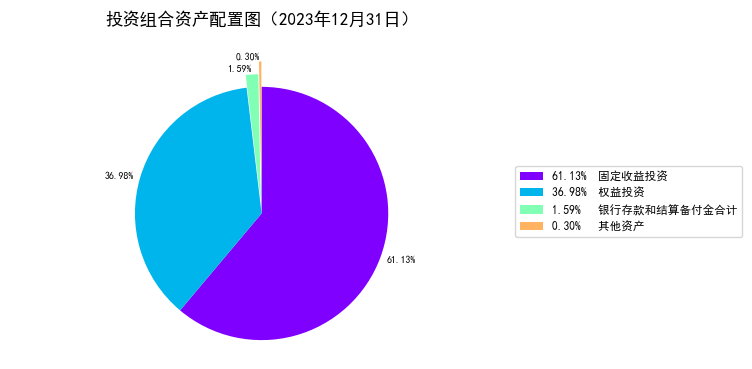 投资组合资产配置图（2023年12月31日）
0.30%
1.59%
36.98%
61.13%
61.13% 固定收益投资
36.98% 权益投资
1.59% 银行存款和结算备付金合计
0.30% 其他资产